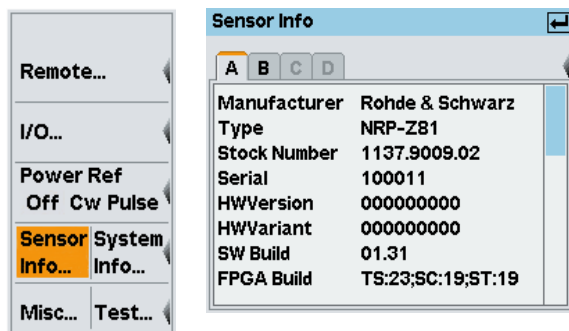 Remote...
I/O...
Power Ref
Off Cw Pulse
Sensor Info...
System Info...
Misc...
Test...
Sensor Info
A B C D
Manufacturer Rohde & Schwarz
Type NRP-Z81
Stock Number 1137.9009.02
Serial 100011
HWVersion 000000000
HWVariant 000000000
SW Build 01.31
FPGA Build TS:23;SC:19;ST:19